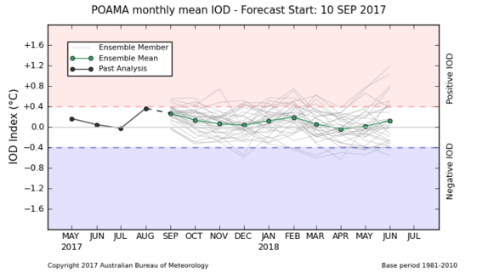 POAMA monthly mean IOD - Forecast Start: 10 SEP 2017
Ensemble Member
Ensemble Mean
Past Analysis
IOD Index (°C)
+1.6
+1.2
+0.8
+0.4
0.0
−0.4
−0.8
−1.2
−1.6
Positive IOD
Negative IOD
MAY JUN JUL AUG SEP OCT NOV DEC JAN FEB MAR APR MAY JUN JUL
2017 2018
Copyright 2017 Australian Bureau of Meteorology Base period 1981-2010